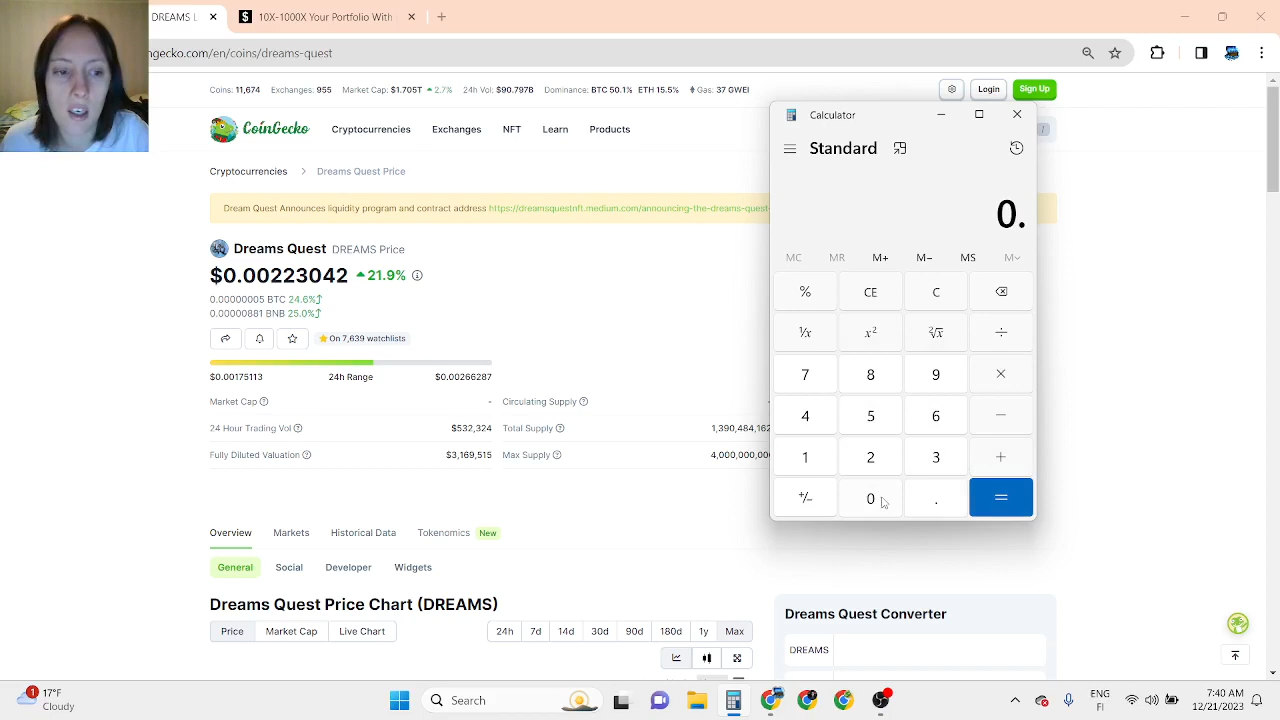 DREAMS L
10X-1000X Your Portfolio With
gecko.com/en/coins/dreams-quest
Coins: 11,674
Market Cap: $1.705T 2.7%
24h Vol: $90.797B
Dominance: BTC 50.1% ETH 15.5%
Gas: 37 GWEI
Login
Sign Up
CoinGecko
Cryptocurrencies
Exchanges
NFT
Learn
Products
/
Cryptocurrencies > Dreams Quest Price
Dream Quest Announces liquidity program and contract address https://dreamsquestnft.medium.com/announcing-the-dreams-quest-
Dreams Quest DREAMS Price
$0.00223042 21.9%
0.00000005 BTC 24.6%
0.00000881 BNB 25.0%
On 7,639 watchlists
$0.00175113
24h Range
$0.00266287
Market Cap
-
Circulating Supply
24 Hour Trading Vol
$532,324
Total Supply
1,390,484,162
Fully Diluted Valuation
$3,169,515
Max Supply
4,000,000,000
Overview
Markets
Historical Data
Tokenomics
New
General
Social
Developer
Widgets
Dreams Quest Price Chart (DREAMS)
Price
Market Cap
Live Chart
24h
7d
14d
30d
90d
180d
1y
Max
Dreams Quest Converter
DREAMS
Calculator
Standard
0.
MC
MR
M+
M−
MS
M
%
CE
C
1/x
x²
²√x
÷
7
8
9
×
4
5
6
−
1
2
3
+
+/−
0
.
=
1
17°F
Cloudy
Search
ENG
FI
7:40 AM
12/21/2023